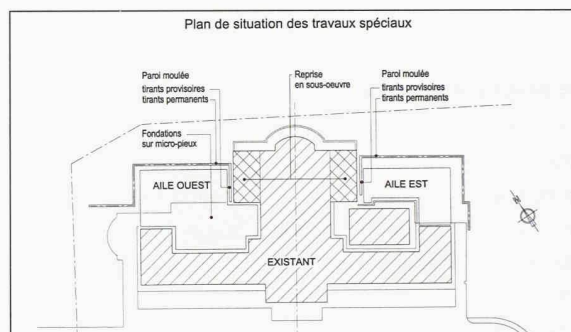 Plan de situation des travaux spéciaux
Paroi moulée
tirants provisoires
tirants permanents
Reprise
en sous-oeuvre
Paroi moulée
tirants provisoires
tirants permanents
Fondations
sur micro-pieux
AILE OUEST
AILE EST
N
EXISTANT